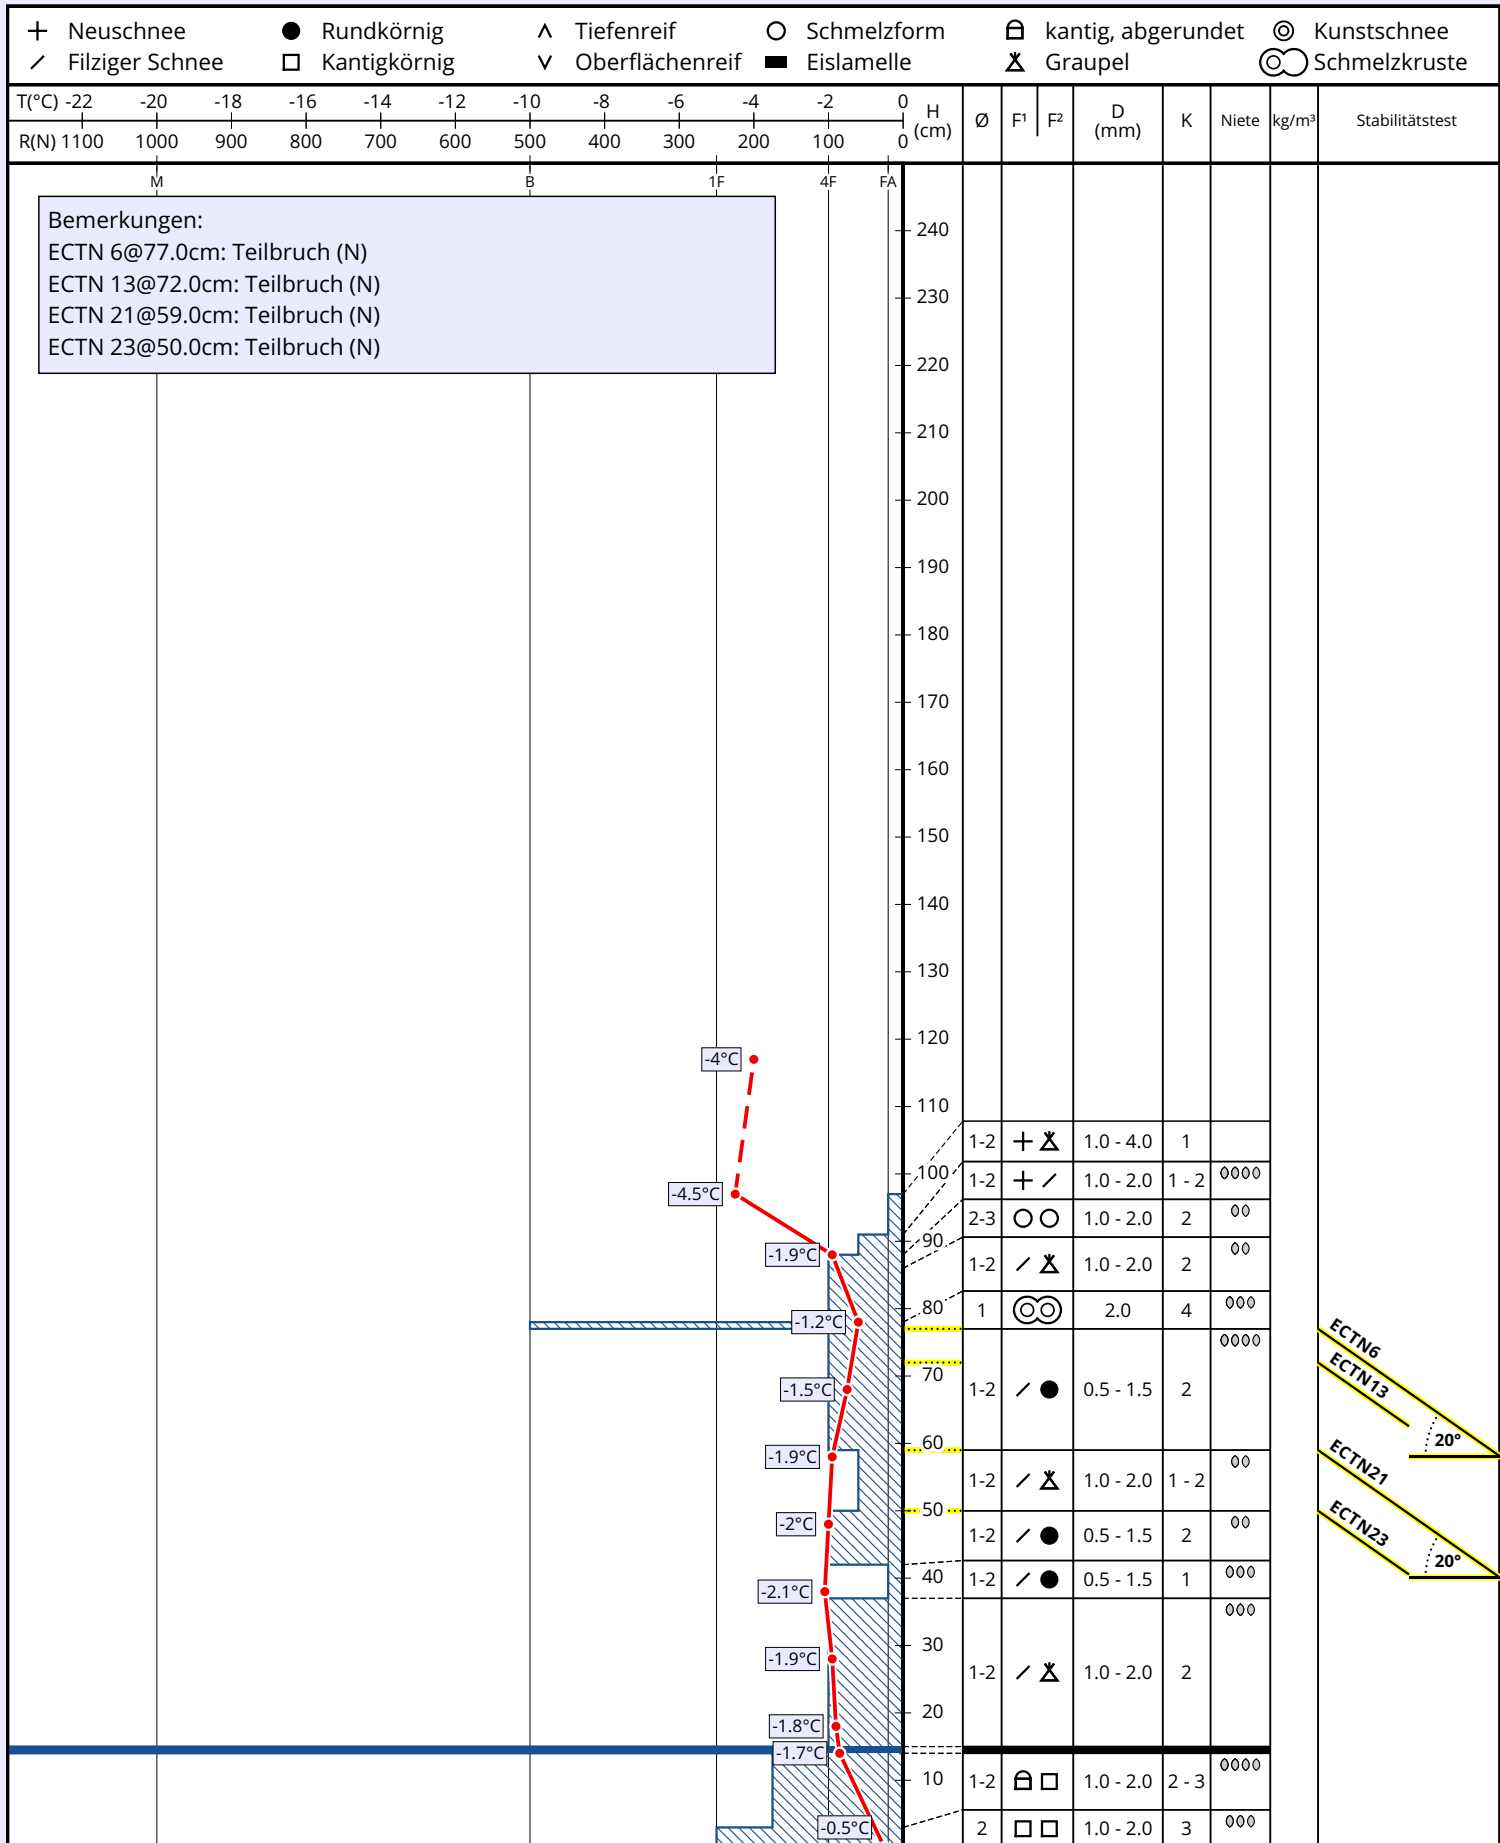 Neuschnee Rundkörnig Tiefenreif Schmelzform kantig, abgerundet Kunstschnee
Filziger Schnee Kantigkörnig Oberflächenreif Eislamelle Graupel Schmelzkruste
T(°C) -22 -20 -18 -16 -14 -12 -10 -8 -6 -4 -2 0
R(N) 1100 1000 900 800 700 600 500 400 300 200 100 0
H (cm) Ø F¹ F² D (mm) K Niete kg/m³ Stabilitätstest
M B 1F 4F FA
Bemerkungen:
ECTN 6@77.0cm: Teilbruch (N)
ECTN 13@72.0cm: Teilbruch (N)
ECTN 21@59.0cm: Teilbruch (N)
ECTN 23@50.0cm: Teilbruch (N)
240
230
220
210
200
190
180
170
160
150
140
130
120
-4°C
110
1-2 1.0 - 4.0 1
100
1-2 1.0 - 2.0 1 - 2
-4.5°C
2-3 1.0 - 2.0 2
90
-1.9°C
1-2 1.0 - 2.0 2
80
1 2.0 4
-1.2°C
ECTN6
70
ECTN13
-1.5°C
1-2 0.5 - 1.5 2
60
20°
-1.9°C
ECTN21
1-2 1.0 - 2.0 1 - 2
50
-2°C
ECTN23
1-2 0.5 - 1.5 2
20°
40
1-2 0.5 - 1.5 1
-2.1°C
30
-1.9°C
1-2 1.0 - 2.0 2
20
-1.8°C
-1.7°C
10
1-2 1.0 - 2.0 2 - 3
-0.5°C
2 1.0 - 2.0 3